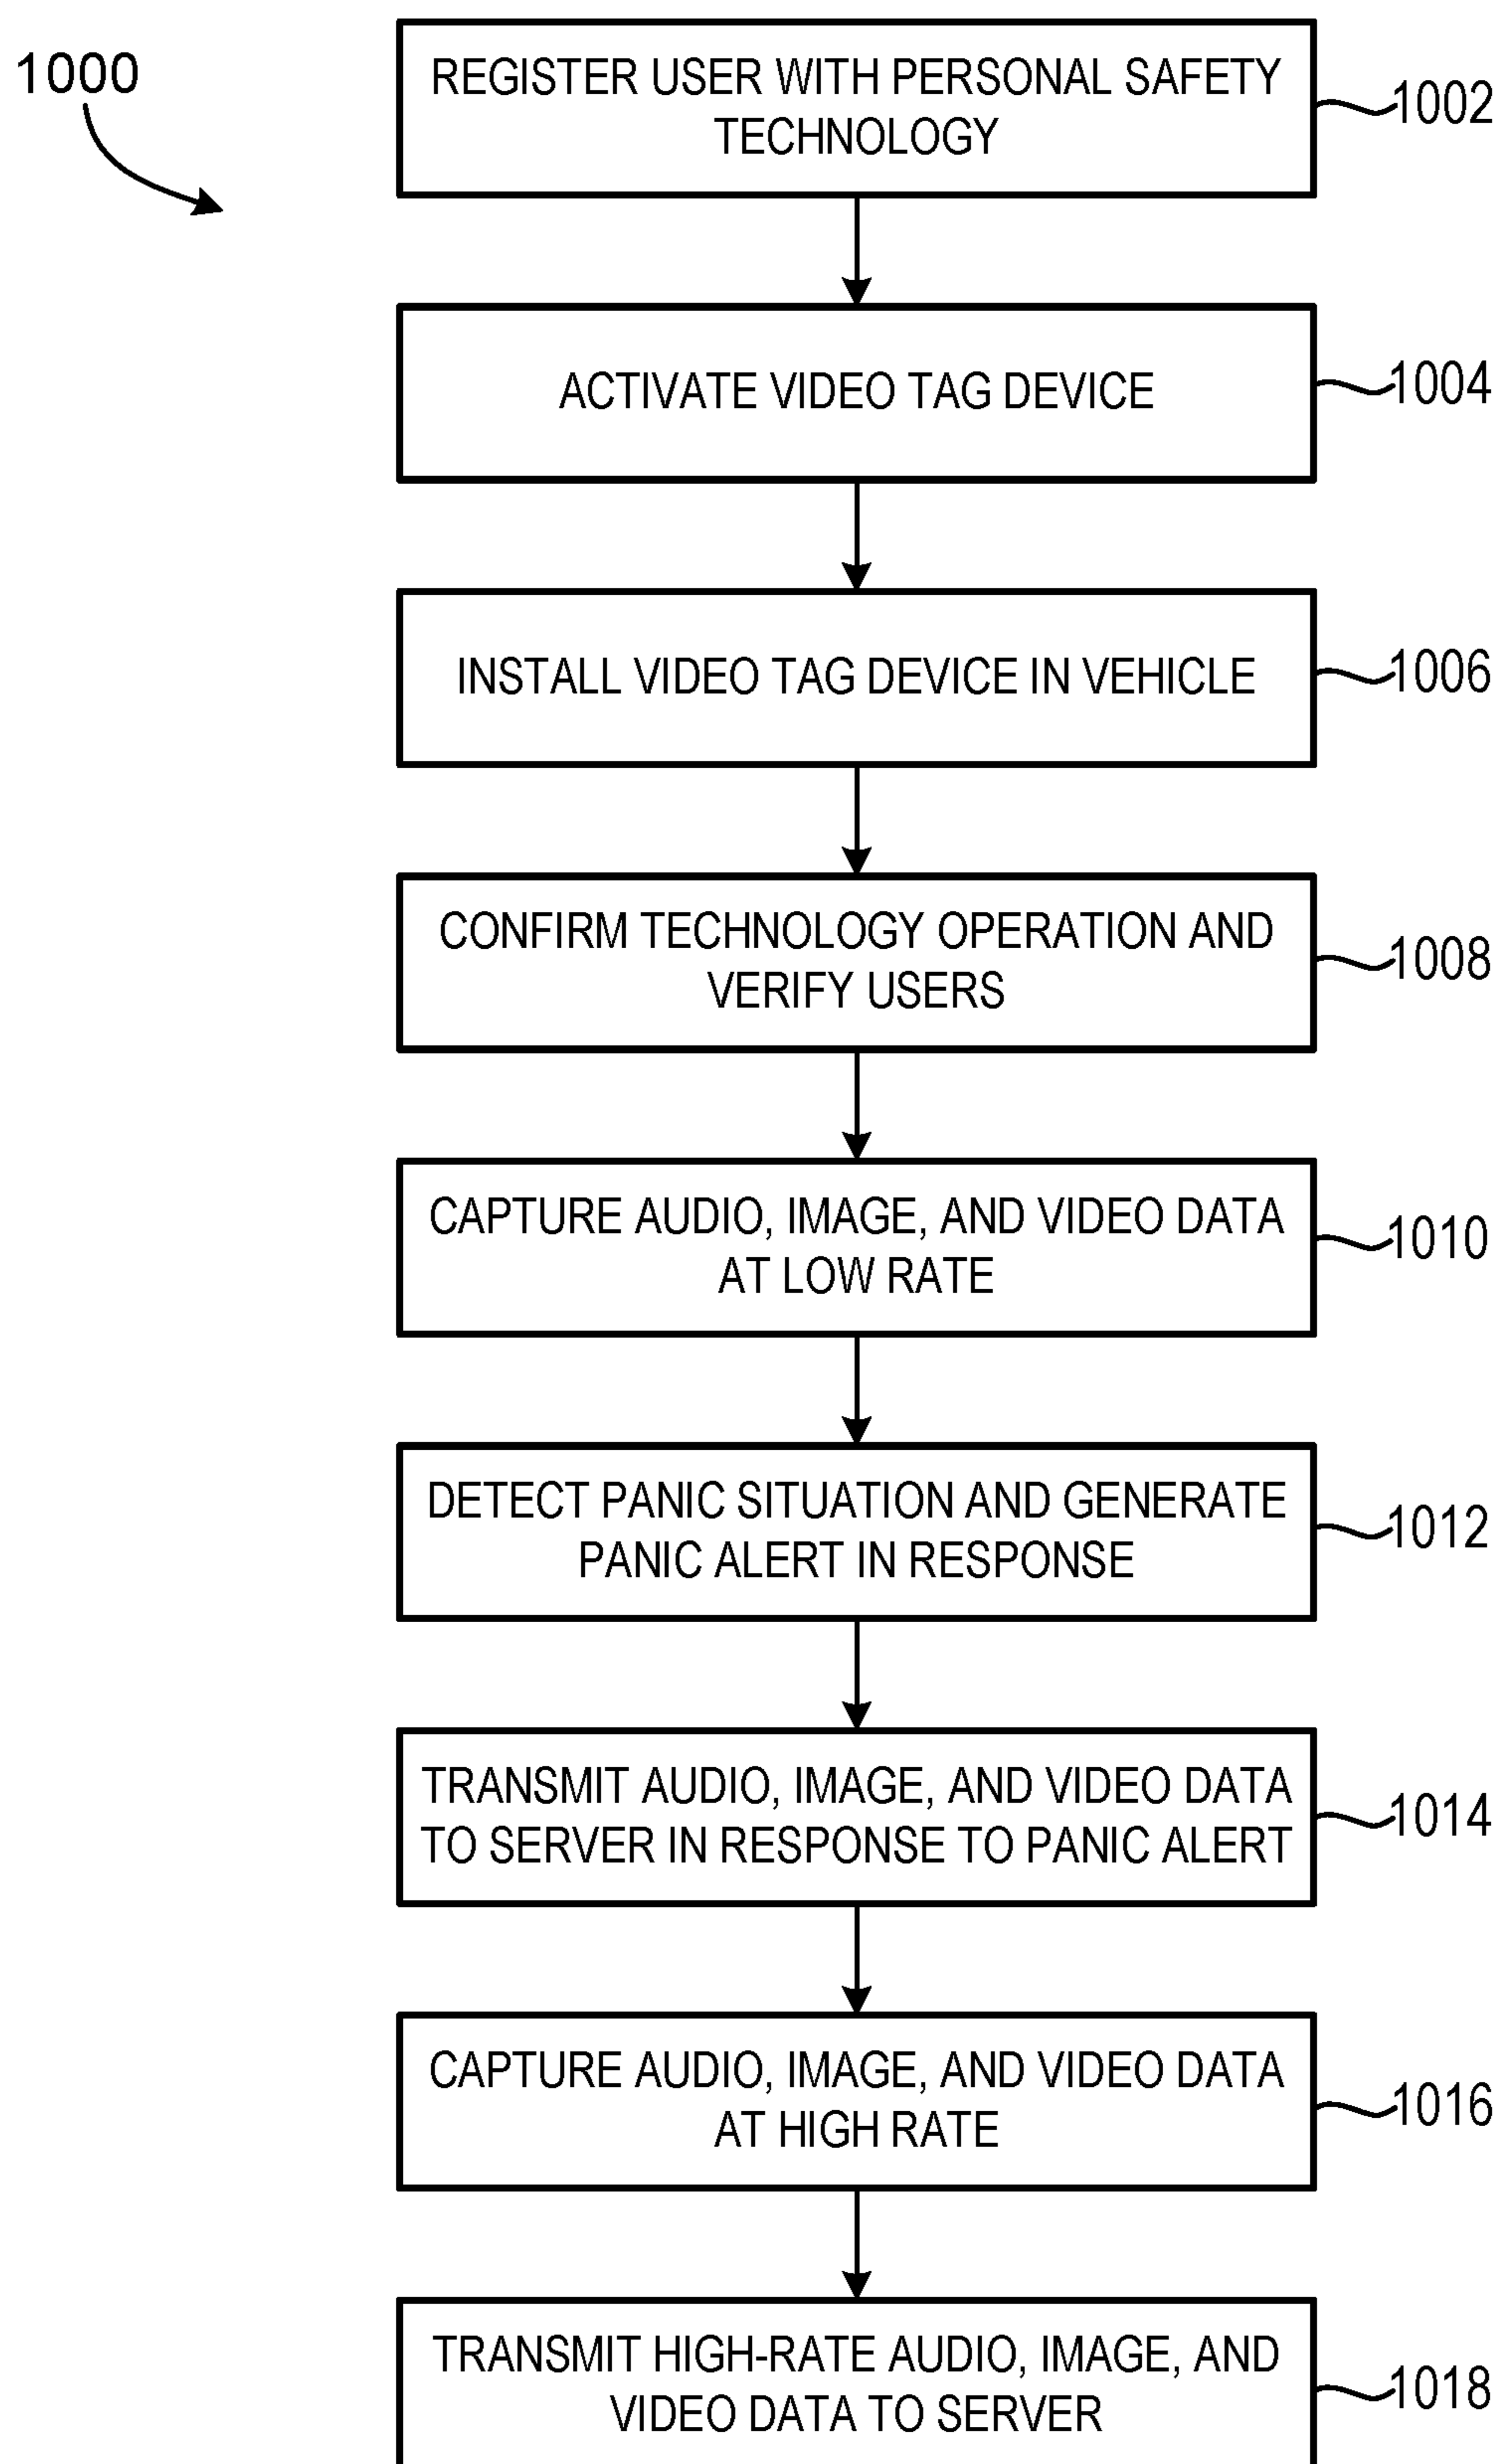 1000
REGISTER USER WITH PERSONAL SAFETY
TECHNOLOGY
1002
ACTIVATE VIDEO TAG DEVICE
1004
INSTALL VIDEO TAG DEVICE IN VEHICLE
1006
CONFIRM TECHNOLOGY OPERATION AND
VERIFY USERS
1008
CAPTURE AUDIO, IMAGE, AND VIDEO DATA
AT LOW RATE
1010
DETECT PANIC SITUATION AND GENERATE
PANIC ALERT IN RESPONSE
1012
TRANSMIT AUDIO, IMAGE, AND VIDEO DATA
TO SERVER IN RESPONSE TO PANIC ALERT
1014
CAPTURE AUDIO, IMAGE, AND VIDEO DATA
AT HIGH RATE
1016
TRANSMIT HIGH-RATE AUDIO, IMAGE, AND
VIDEO DATA TO SERVER
1018